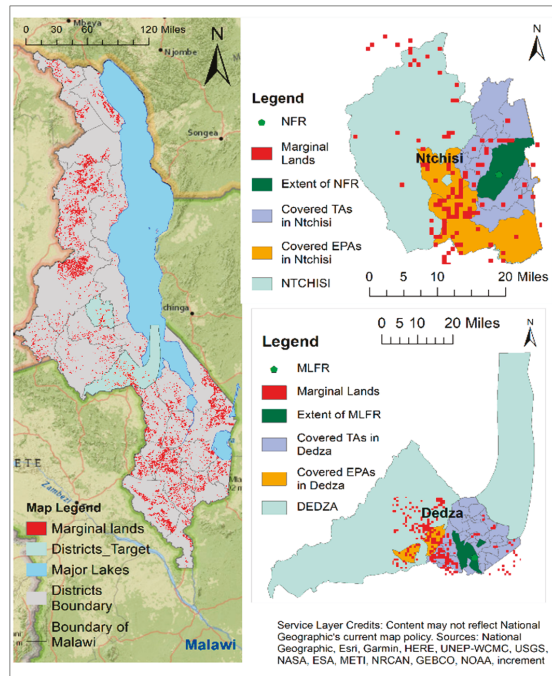 Mbeya
0 30 60 120 Miles
N
Njombe
Songea
chinga
ETE
Zambezi
Map Legend
Marginal lands
Districts_Target
Major Lakes
Districts
Boundary
Boundary of
Malawi
Malawi
N
Legend
NFR
Marginal
Lands
Extent of NFR
Covered TAs
in Ntchisi
Covered EPAs
in Ntchisi
NTCHISI
Ntchisi
0 5 10 20 Miles
Legend
0 5 10 20 Miles
N
MLFR
Marginal Lands
Extent of MLFR
Covered TAs in
Dedza
Covered EPAs
in Dedza
DEDZA
Dedza
Service Layer Credits: Content may not reflect National
Geographic's current map policy. Sources: National
Geographic, Esri, Garmin, HERE, UNEP-WCMC, USGS,
NASA, ESA, METI, NRCAN, GEBCO, NOAA, increment